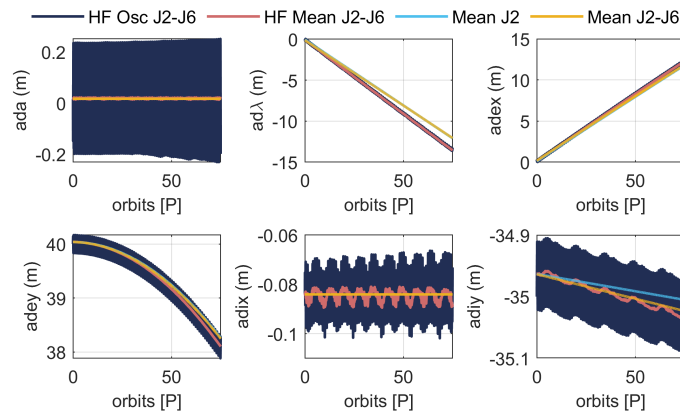 HF Osc J2-J6 HF Mean J2-J6 Mean J2 Mean J2-J6
ada (m)
0.2
0
-0.2
0 50
orbits [P]
adλ (m)
0
-5
-10
-15
0 50
orbits [P]
adex (m)
15
10
5
0
0 50
orbits [P]
adey (m)
40
39
38
0 50
orbits [P]
adix (m)
-0.06
-0.08
-0.1
0 50
orbits [P]
adiy (m)
-34.9
-35
-35.1
0 50
orbits [P]